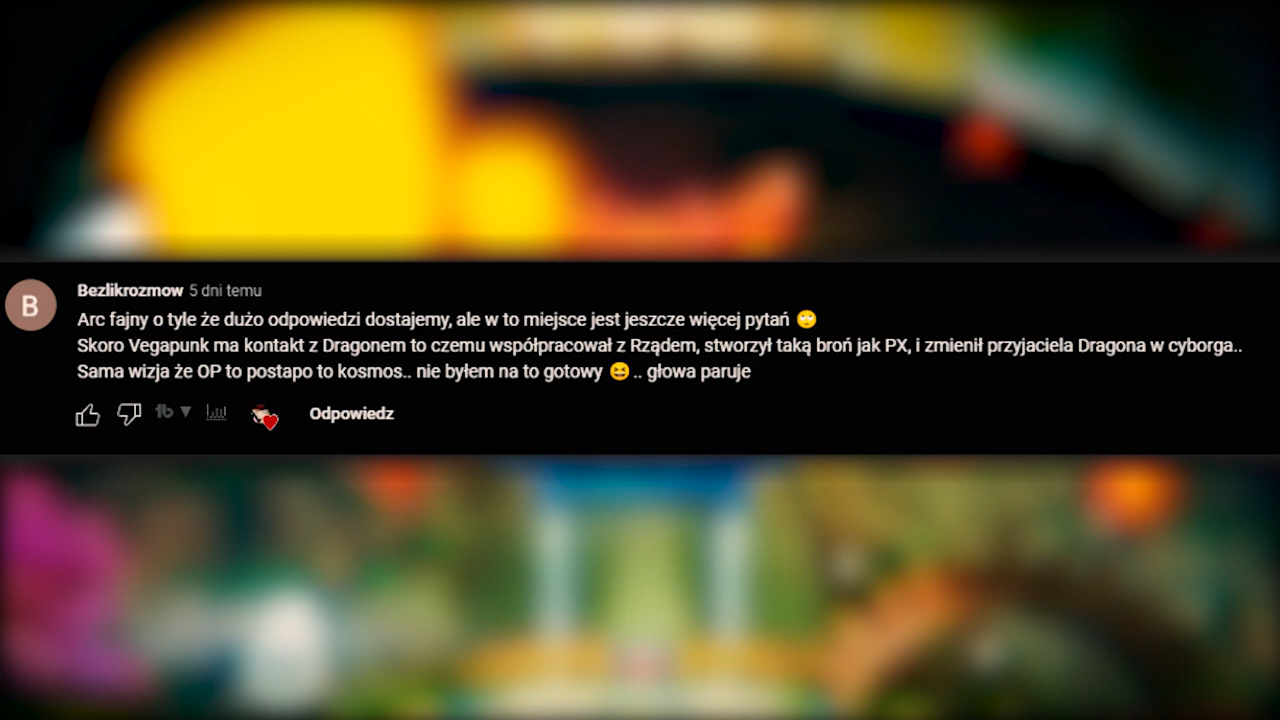 B
Bezlikrozmow 5 dni temu
Arc fajny o tyle że dużo odpowiedzi dostajemy, ale w to miejsce jest jeszcze więcej pytań 🙄
Skoro Vegapunk ma kontakt z Dragonem to czemu współpracował z Rządem, stworzył taką broń jak PX, i zmienił przyjaciela Dragona w cyborga..
Sama wizja że OP to postapo to kosmos.. nie byłem na to gotowy 😆.. głowa paruje
Odpowiedz